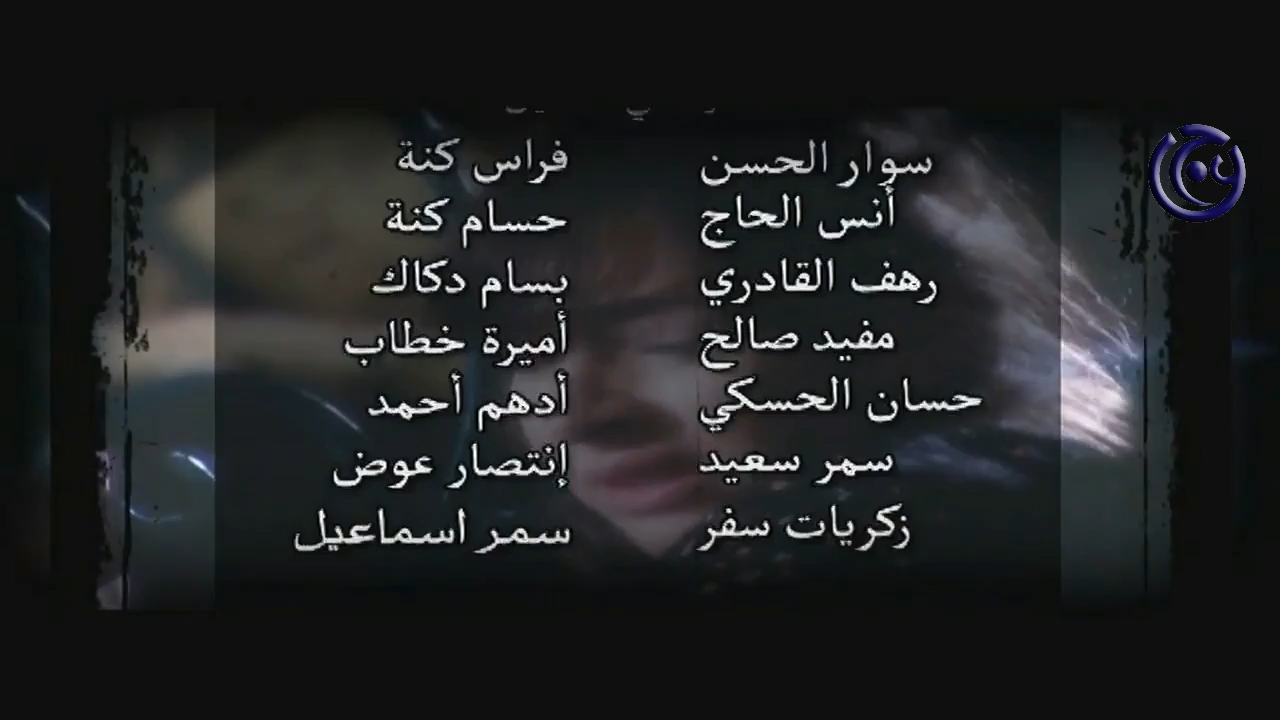 سوار الحسن فراس كنة
أنس الحاج حسام كنة
رهف القادري بسام دكاك
مفيد صالح أميرة خطاب
حسان الحسكي أدهم أحمد
سمر سعيد إنتصار عوض
زكريات سفر سمر اسماعيل